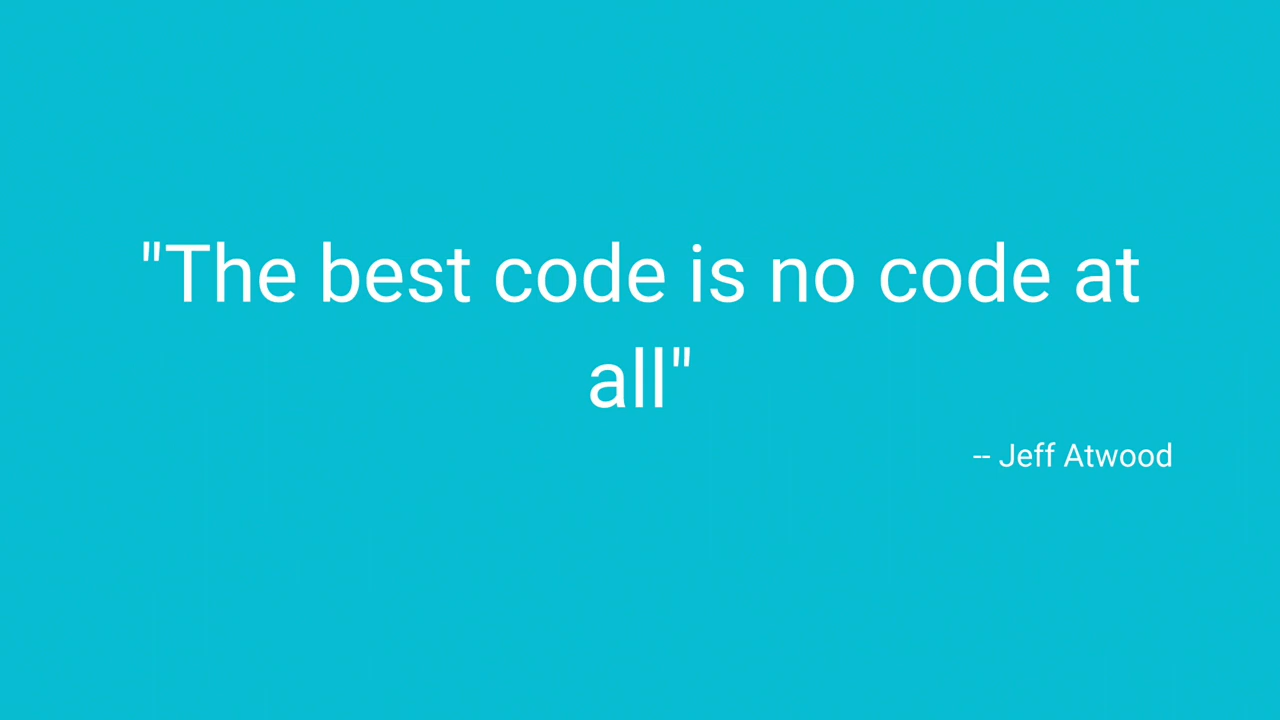 "The best code is no code at
all"
-- Jeff Atwood